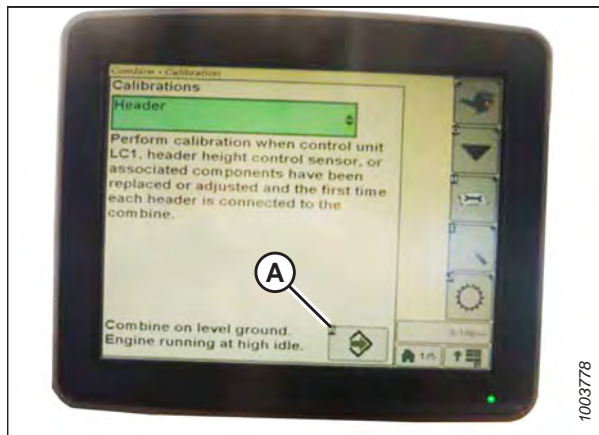 Combine - Calibration
Calibrations
Header
Perform calibration when control unit
LC1, header height control sensor, or
associated components have been
replaced or adjusted and the first time
each header is connected to the
combine.
A
Combine on level ground.
Engine running at high idle.
1/5
1003778